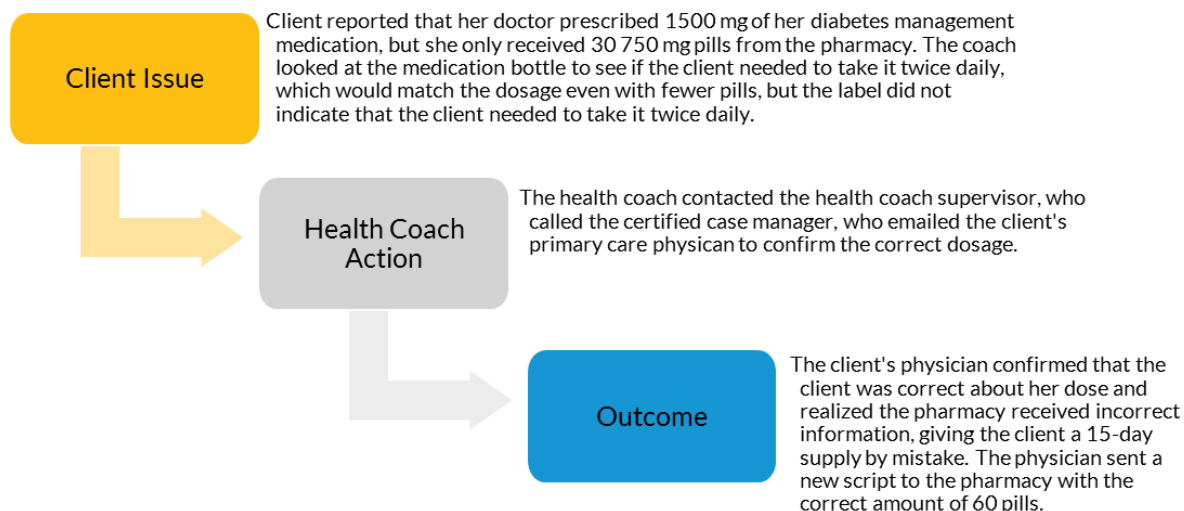 Client Issue
Client reported that her doctor prescribed 1500 mg of her diabetes management
medication, but she only received 30 750 mg pills from the pharmacy. The coach
looked at the medication bottle to see if the client needed to take it twice daily,
which would match the dosage even with fewer pills, but the label did not
indicate that the client needed to take it twice daily.
Health Coach
Action
The health coach contacted the health coach supervisor, who
called the certified case manager, who emailed the client's
primary care physican to confirm the correct dosage.
Outcome
The client's physician confirmed that the
client was correct about her dose and
realized the pharmacy received incorrect
information, giving the client a 15-day
supply by mistake. The physician sent a
new script to the pharmacy with the
correct amount of 60 pills.